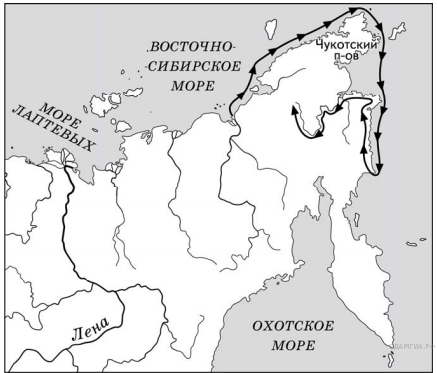 ВОСТОЧНО-
СИБИРСКОЕ
МОРЕ
Чукотский
п-ов
МОРЕ
ЛАПТЕВЫХ
Лена
ОХОТСКОЕ
МОРЕ